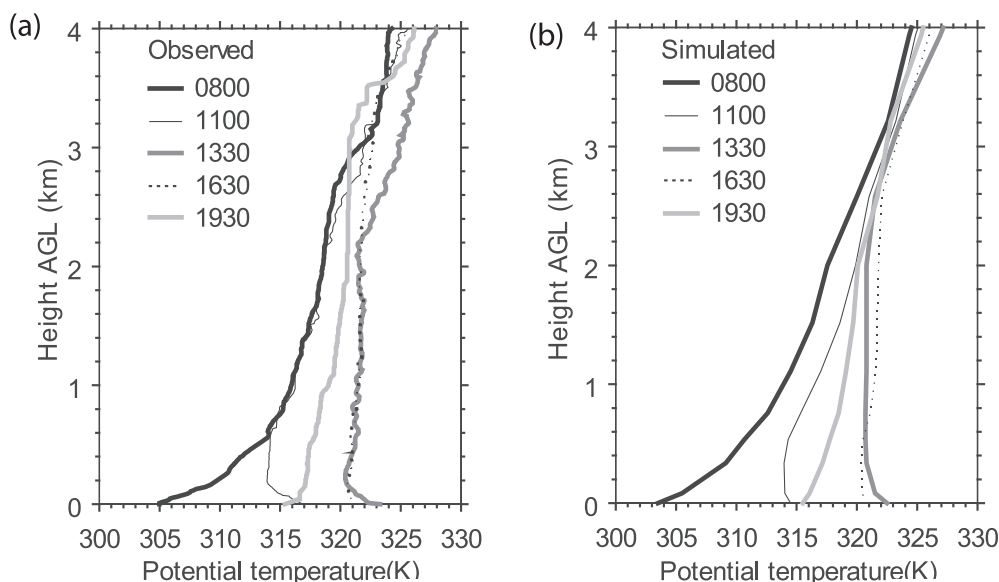 (a)
Observed
0800
1100
1330
1630
1930
4
3
2
1
0
Height AGL (km)
300 305 310 315 320 325 330
Potential temperature(K)
(b)
Simulated
0800
1100
1330
1630
1930
4
3
2
1
0
Height AGL (km)
300 305 310 315 320 325 330
Potential temperature(K)